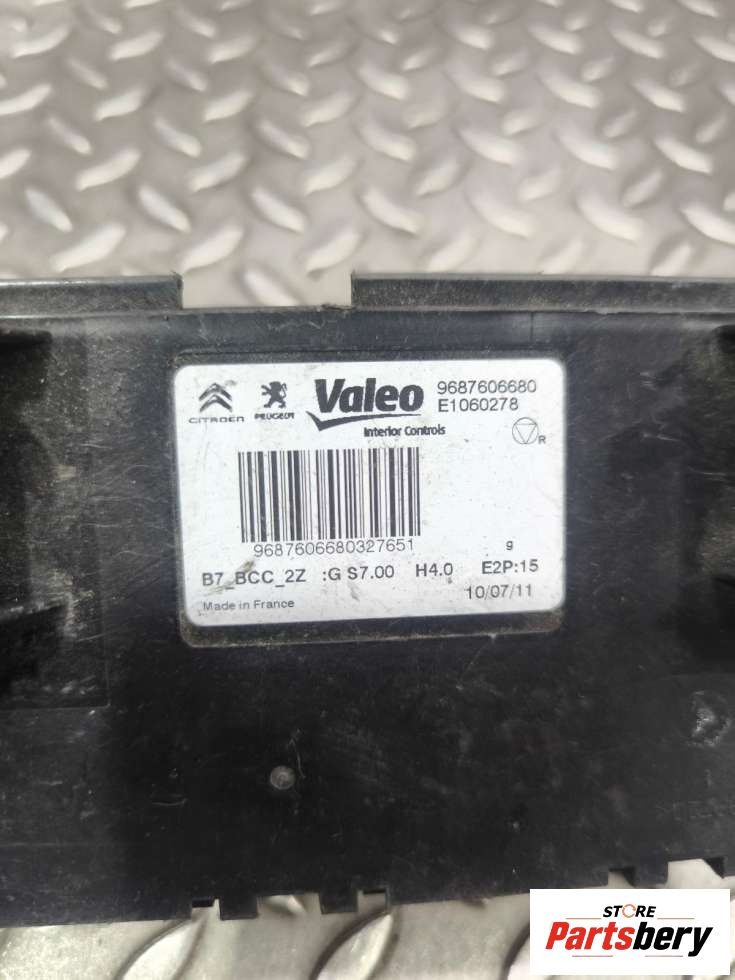 CITROËN PEUGEOT Valeo 9687606680
E1060278
Interior Controls
R
9687606680327651
g
B7_BCC_2Z :G S7.00 H4.0 E2P:15
10/07/11
Made in France
STORE
Partsbery